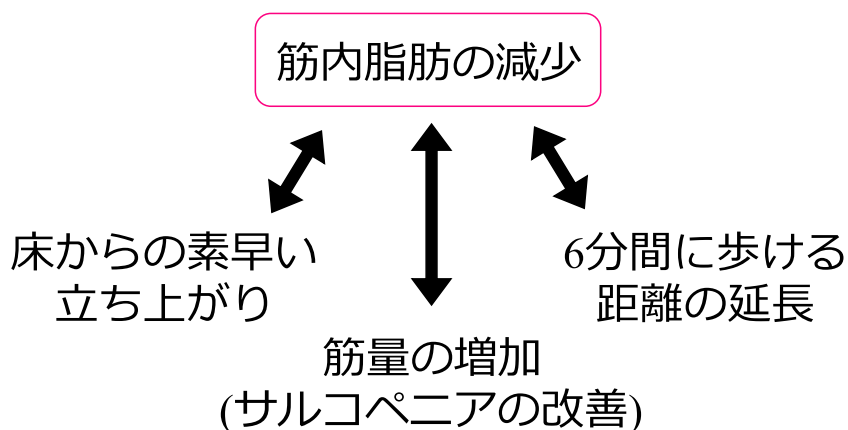 筋内脂肪の減少
床からの素早い
立ち上がり
6分間に歩ける
距離の延長
筋量の増加
(サルコペニアの改善)